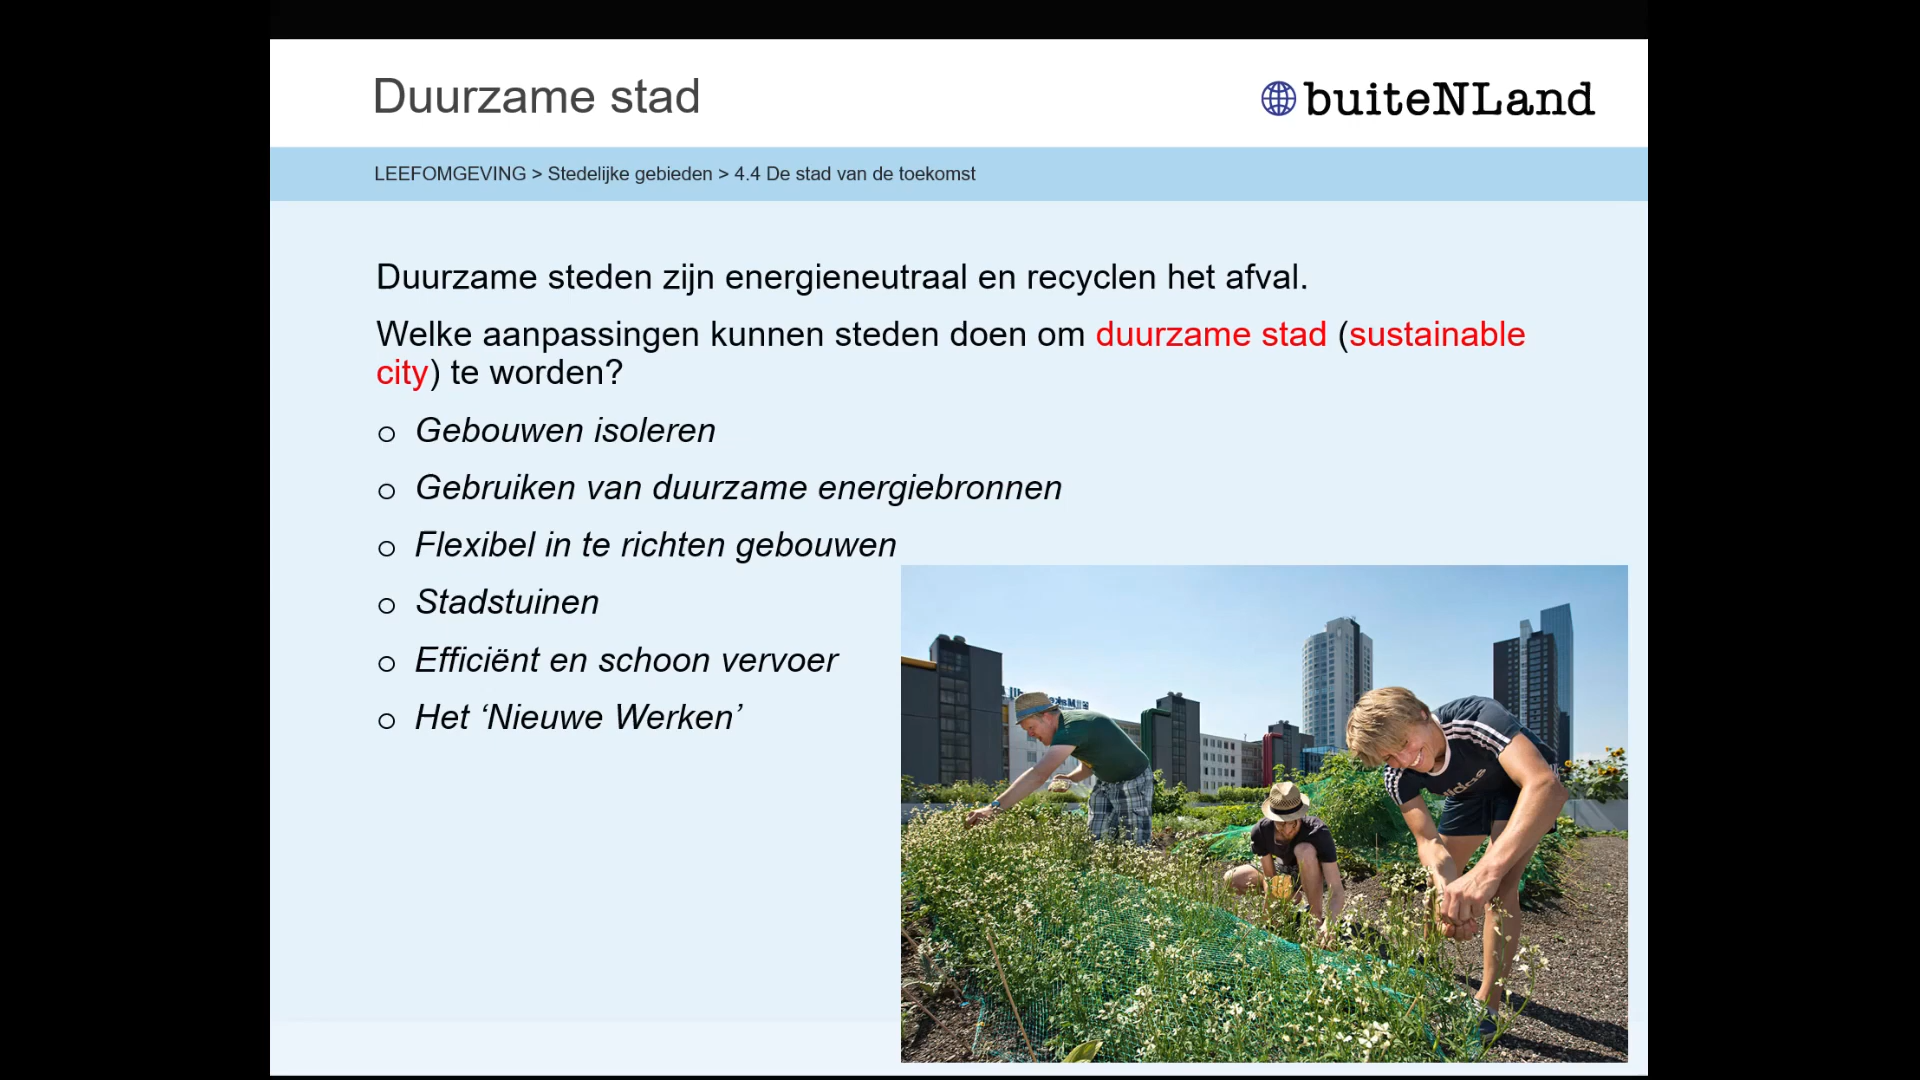 Duurzame stad
buiteNLand
LEEFOMGEVING > Stedelijke gebieden > 4.4 De stad van de toekomst
Duurzame steden zijn energieneutraal en recyclen het afval.
Welke aanpassingen kunnen steden doen om duurzame stad (sustainable
city) te worden?
o Gebouwen isoleren
o Gebruiken van duurzame energiebronnen
o Flexibel in te richten gebouwen
o Stadstuinen
o Efficiënt en schoon vervoer
o Het ‘Nieuwe Werken’
adidas